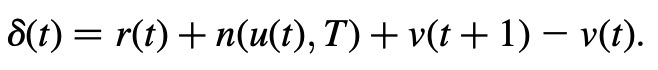 δ(t) = r(t) + n(u(t), T) + v(t + 1) − v(t).